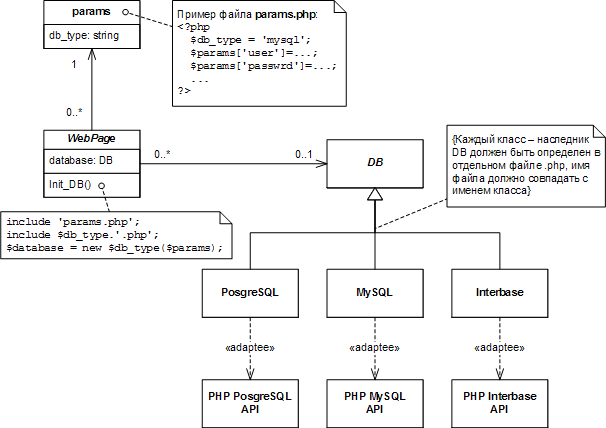 params
db_type: string
Пример файла params.php:
<?php
$db_type = 'mysql';
$params['user']=...;
$params['passwrd']=...;
...
?>
1
0..*
WebPage
database: DB
Init_DB()
0..*
0..1
DB
{Каждый класс – наследник
DB должен быть определен в
отдельном файле .php, имя
файла должно совпадать с
именем класса}
include 'params.php';
include $db_type.'.php';
$database = new $db_type($params);
PosgreSQL
MySQL
Interbase
«adaptee»
«adaptee»
«adaptee»
PHP PosgreSQL
API
PHP MySQL
API
PHP Interbase
API